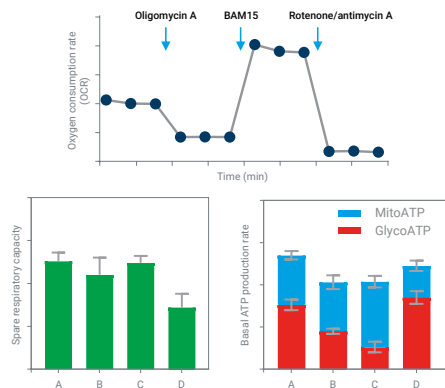 Oligomycin A BAM15 Rotenone/antimycin A
Oxygen consumption rate
(OCR)
Time (min)
Spare respiratory capacity
A B C D
Basal ATP production rate
MitoATP
GlycoATP
A B C D